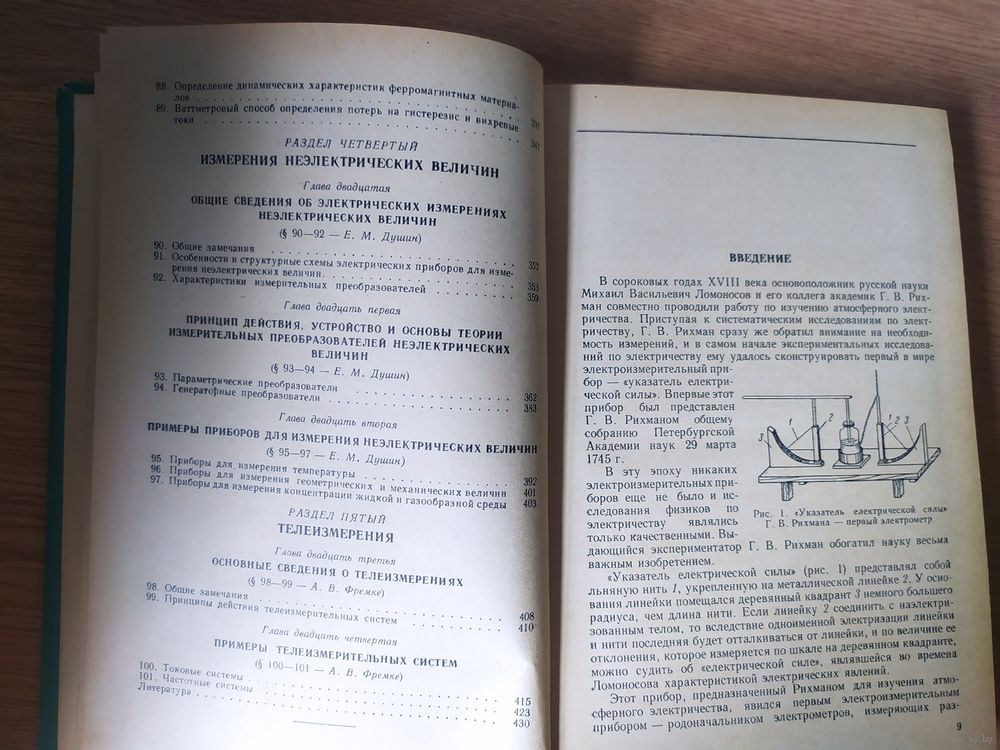 88. Определение динамических характеристик ферромагнитных материа-
лов
89. Ваттметровый способ определения потерь на гистерезис и вихревые
токи 347
РАЗДЕЛ ЧЕТВЕРТЫЙ
ИЗМЕРЕНИЯ НЕЭЛЕКТРИЧЕСКИХ ВЕЛИЧИН
Глава двадцатая
ОБЩИЕ СВЕДЕНИЯ ОБ ЭЛЕКТРИЧЕСКИХ ИЗМЕРЕНИЯХ
НЕЭЛЕКТРИЧЕСКИХ ВЕЛИЧИН
(§ 90—92 — Е. М. Душин)
90. Общие замечания 352
91. Особенности и структурные схемы электрических приборов для изме-
рения неэлектрических величин. 353
92. Характеристики измерительных преобразователей 359
Глава двадцать первая
ПРИНЦИП ДЕЙСТВИЯ, УСТРОЙСТВО И ОСНОВЫ ТЕОРИИ
ИЗМЕРИТЕЛЬНЫХ ПРЕОБРАЗОВАТЕЛЕЙ НЕЭЛЕКТРИЧЕСКИХ
ВЕЛИЧИН
(§ 93—94 — Е. М. Душин)
93. Параметрические преобразователи 362
94. Генераторные преобразователи 383
Глава двадцать вторая
ПРИМЕРЫ ПРИБОРОВ ДЛЯ ИЗМЕРЕНИЯ НЕЭЛЕКТРИЧЕСКИХ ВЕЛИЧИН
(§ 95—97 — Е. М. Душин)
95. Приборы для измерения температуры 392
96. Приборы для измерения геометрических и механических величин 401
97. Приборы для измерения концентрации жидкой и газообразной среды 403
РАЗДЕЛ ПЯТЫЙ
ТЕЛЕИЗМЕРЕНИЯ
Глава двадцать третья
ОСНОВНЫЕ СВЕДЕНИЯ О ТЕЛЕИЗМЕРЕНИЯХ
(§ 98—99 — А. В. Фремке)
98. Общие замечания 408
99. Принципы действия телеизмерительных систем 410
Глава двадцать четвертая
ПРИМЕРЫ ТЕЛЕИЗМЕРИТЕЛЬНЫХ СИСТЕМ
(§ 100—101 — А. В. Фремке)
100. Токовые системы 415
101. Частотные системы 423
Литература 430
ВВЕДЕНИЕ
В сороковых годах XVIII века основоположник русской науки
Михаил Васильевич Ломоносов и его коллега академик Г. В. Рих-
ман совместно проводили работу по изучению атмосферного элект-
ричества. Приступая к систематическим исследованиям по элект-
ричеству, Г. В. Рихман сразу же обратил внимание на необходи-
мость измерений, и в самом начале экспериментальных исследова-
ний по электричеству ему удалось сконструировать первый в мире
электроизмерительный при-
бор — «указатель електри-
ческой силы». Впервые этот
прибор был представлен
Г. В. Рихманом общему
собранию Петербургской
Академии наук 29 марта
1745 г.
В эту эпоху никаких
электроизмерительных при-
боров еще не было и ис-
следования физиков по
электричеству являлись
только качественными. Вы-
дающийся экспериментатор Г. В. Рихман обогатил науку весьма
важным изобретением.
1 2 1 2 3
3
Рис. 1. «Указатель електрической силы»
Г. В. Рихмана — первый электрометр.
«Указатель електрической силы» (рис. 1) представлял собой
льняную нить 1, укрепленную на металлической линейке 2. У осно-
вания линейки помещался деревянный квадрант 3 немного большего
радиуса, чем длина нити. Если линейку 2 соединить с наэлектри-
зованным телом, то вследствие одноименной электризации линейки
и нити последняя будет отталкиваться от линейки, и по величине ее
отклонения, которое измеряется по шкале на деревянном квадранте,
можно судить об «електрической силе», являвшейся во времена
Ломоносова характеристикой электрических явлений.
Этот прибор, предназначенный Рихманом для изучения атмо-
сферного электричества, явился первым электроизмерительным
прибором — родоначальником электрометров, измеряющих раз-
9